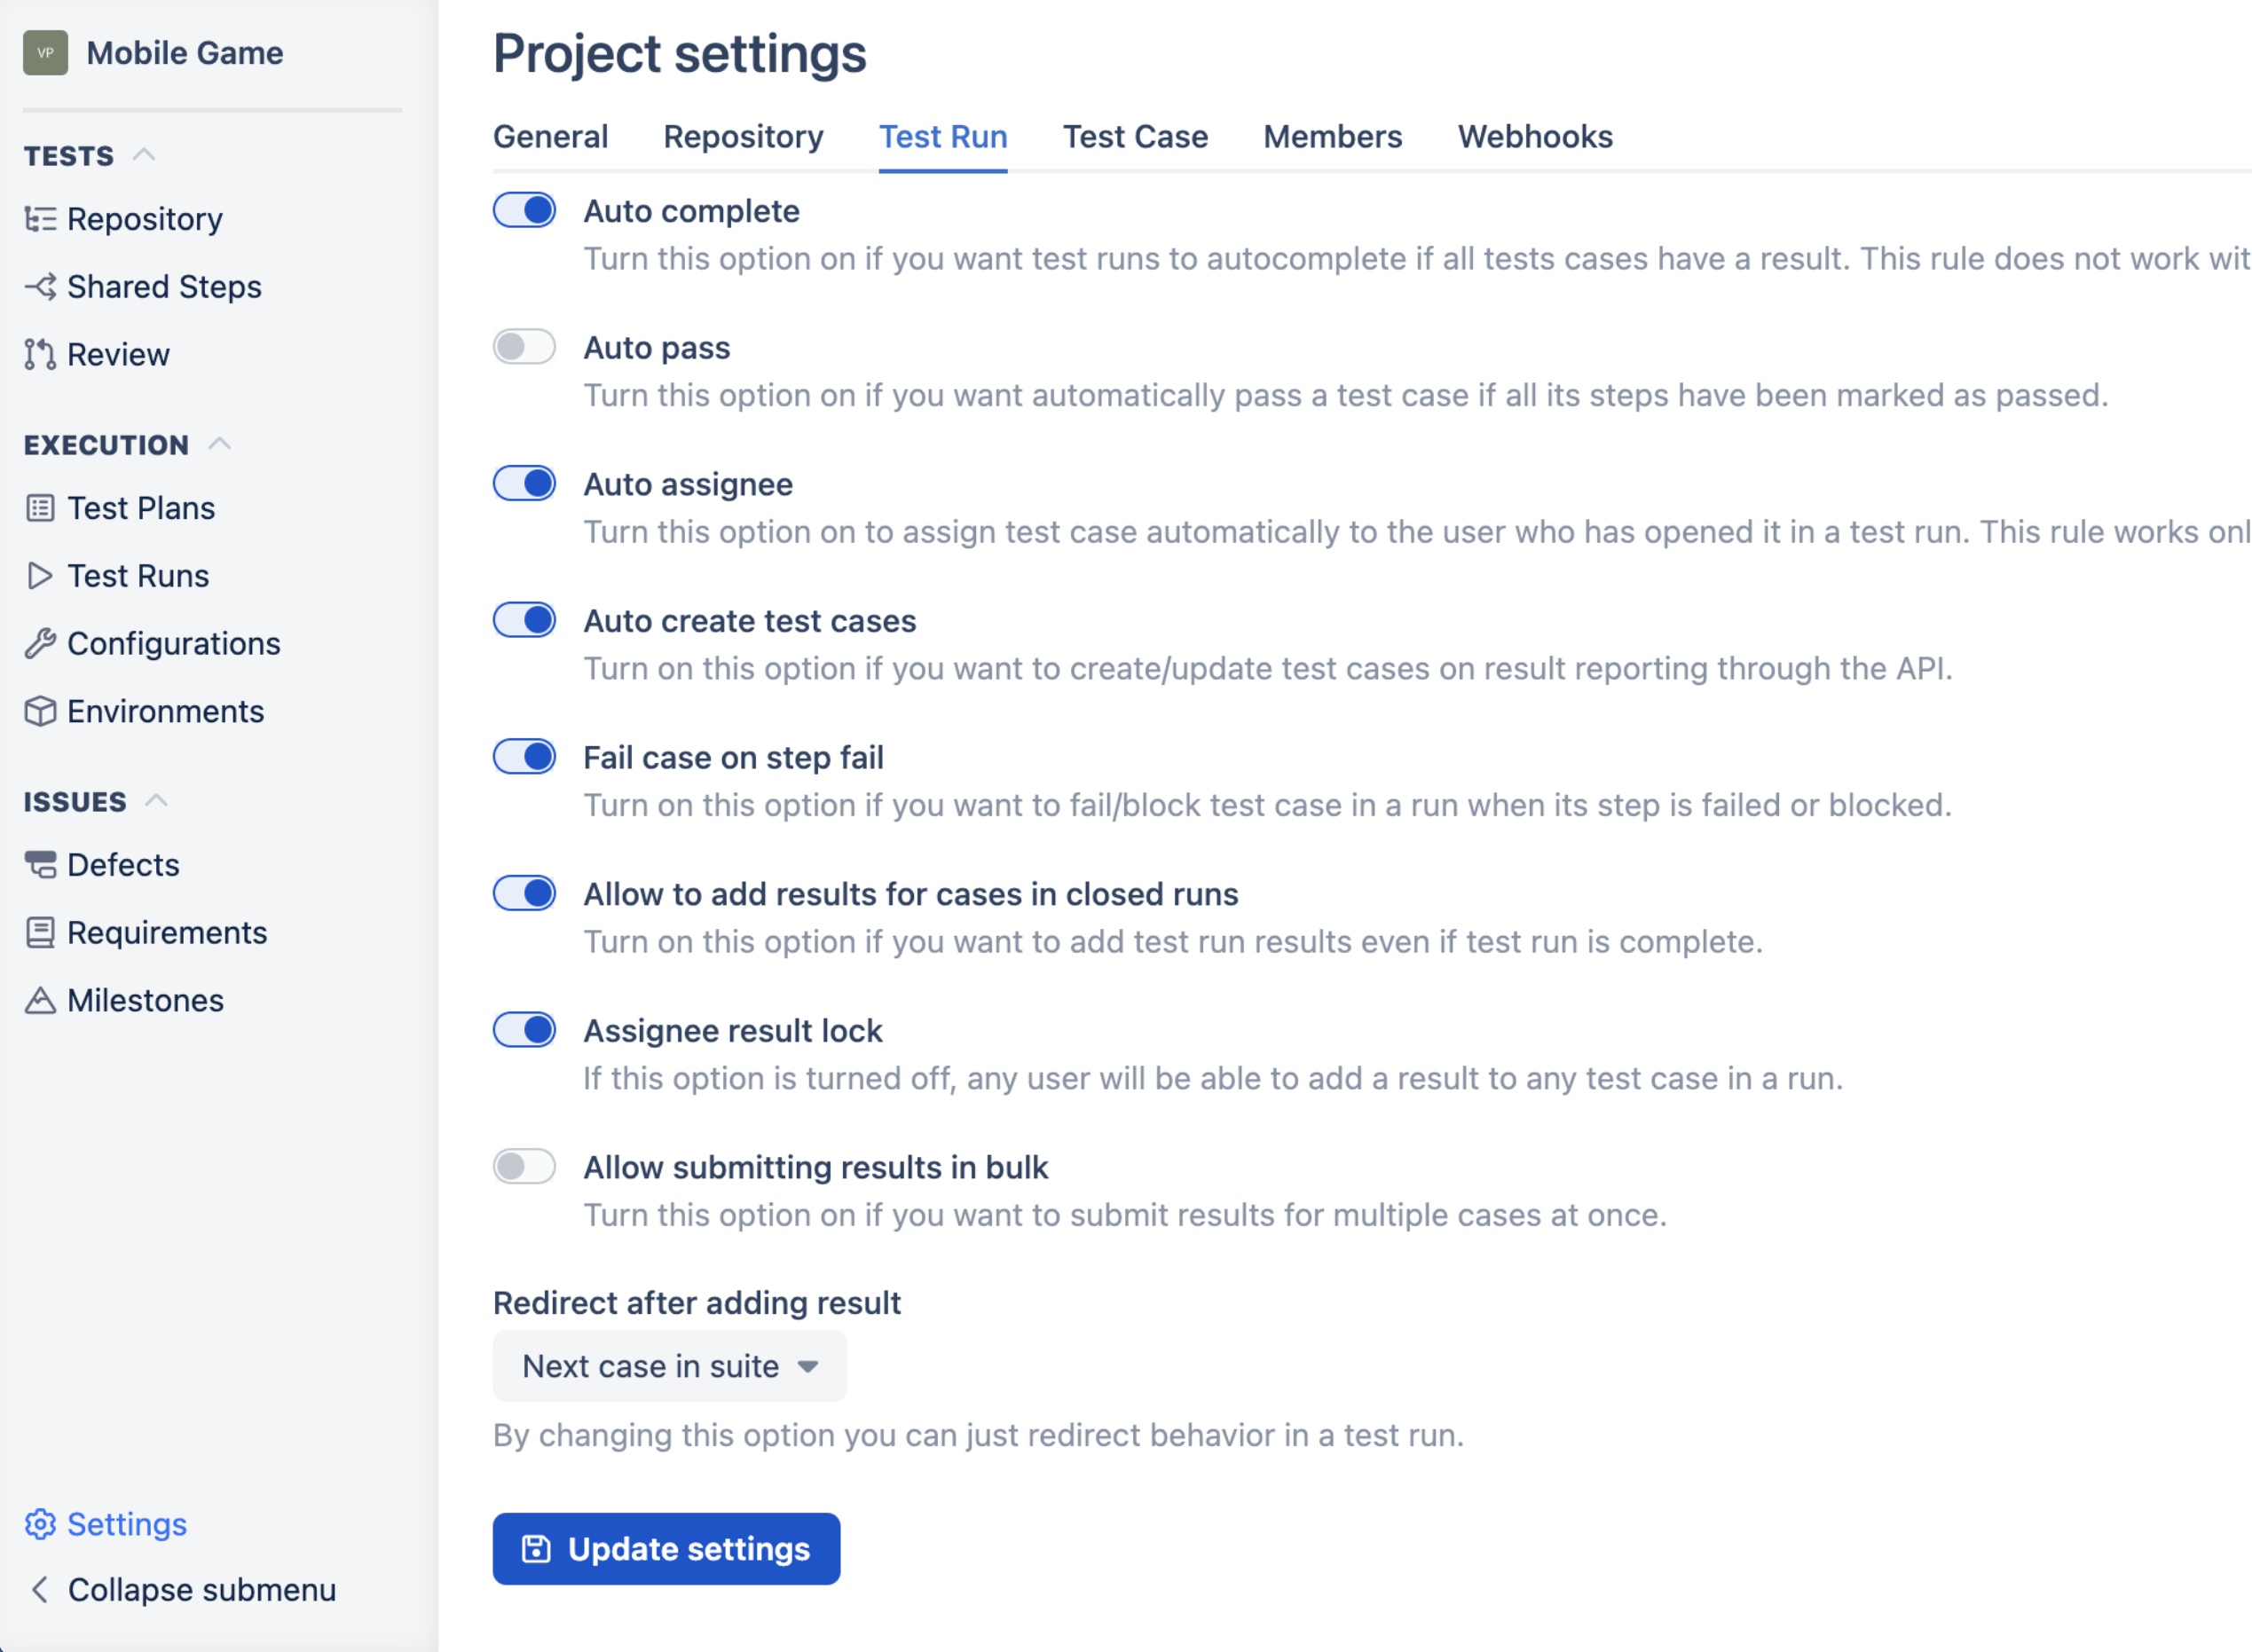 VP Mobile Game
TESTS
Repository
Shared Steps
Review
EXECUTION
Test Plans
Test Runs
Configurations
Environments
ISSUES
Defects
Requirements
Milestones
Settings
Collapse submenu
Project settings
General Repository Test Run Test Case Members Webhooks
Auto complete
Turn this option on if you want test runs to autocomplete if all tests cases have a result. This rule does not work wit
Auto pass
Turn this option on if you want automatically pass a test case if all its steps have been marked as passed.
Auto assignee
Turn this option on to assign test case automatically to the user who has opened it in a test run. This rule works onl
Auto create test cases
Turn on this option if you want to create/update test cases on result reporting through the API.
Fail case on step fail
Turn on this option if you want to fail/block test case in a run when its step is failed or blocked.
Allow to add results for cases in closed runs
Turn on this option if you want to add test run results even if test run is complete.
Assignee result lock
If this option is turned off, any user will be able to add a result to any test case in a run.
Allow submitting results in bulk
Turn this option on if you want to submit results for multiple cases at once.
Redirect after adding result
Next case in suite
By changing this option you can just redirect behavior in a test run.
Update settings